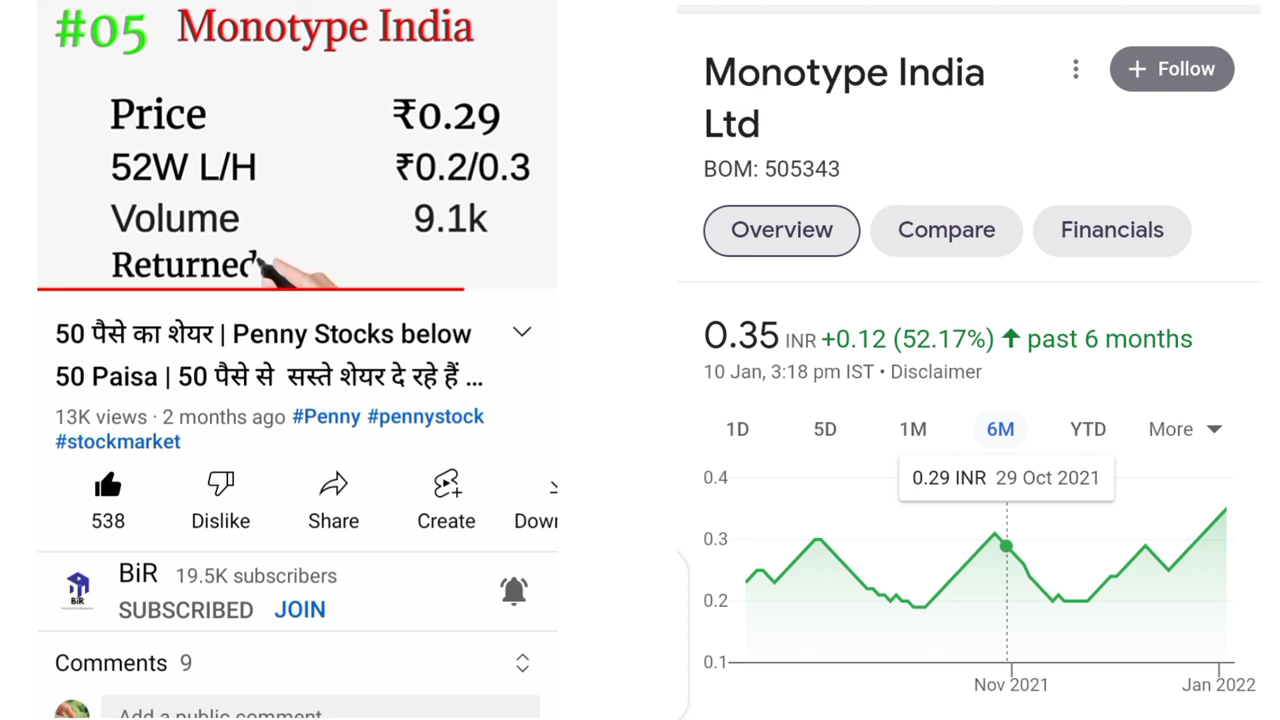 #05 Monotype India
Price ₹0.29
52W L/H ₹0.2/0.3
Volume 9.1k
Returned
50 पैसे का शेयर | Penny Stocks below
50 Paisa | 50 पैसे से सस्ते शेयर दे रहे हैं ...
13K views · 2 months ago #Penny #pennystock
#stockmarket
538 Dislike Share Create Down
BiR 19.5K subscribers
BiR
SUBSCRIBED JOIN
Comments 9
Add a public comment
Monotype India
Ltd
+ Follow
BOM: 505343
Overview Compare Financials
0.35 INR +0.12 (52.17%) ↑ past 6 months
10 Jan, 3:18 pm IST • Disclaimer
1D 5D 1M 6M YTD More
0.29 INR 29 Oct 2021
0.4
0.3
0.2
0.1
Nov 2021 Jan 2022